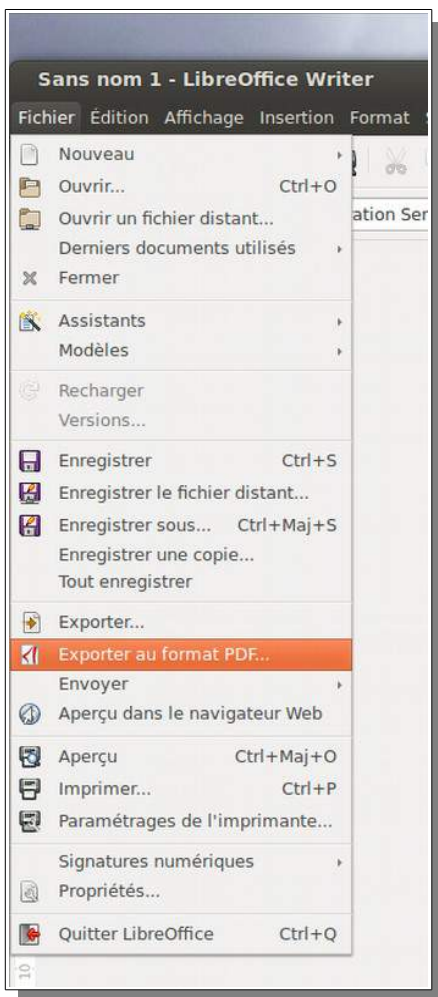 Sans nom 1 - LibreOffice Writer
Fichier Édition Affichage Insertion Format
Nouveau
Ouvrir... Ctrl+O
Ouvrir un fichier distant... ation Ser
Derniers documents utilisés
Fermer
Assistants
Modèles
Recharger
Versions...
Enregistrer Ctrl+S
Enregistrer le fichier distant...
Enregistrer sous... Ctrl+Maj+S
Enregistrer une copie...
Tout enregistrer
Exporter...
Exporter au format PDF...
Envoyer
Aperçu dans le navigateur Web
Aperçu Ctrl+Maj+O
Imprimer... Ctrl+P
Paramétrages de l'imprimante...
Signatures numériques
Propriétés...
Quitter LibreOffice Ctrl+Q
10